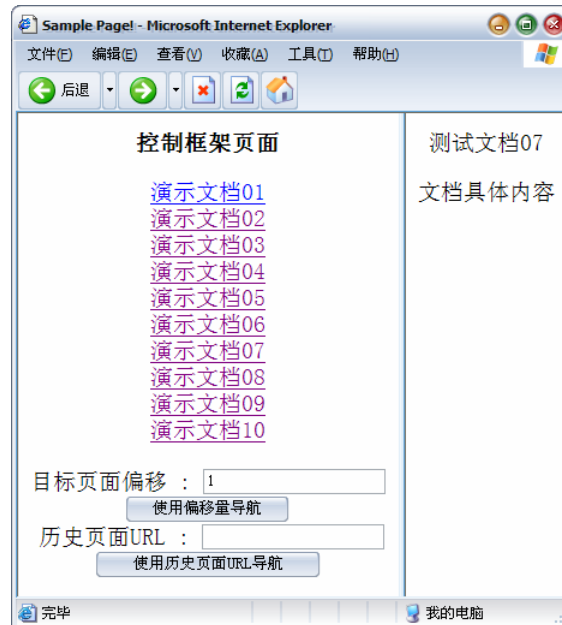 Sample Page! - Microsoft Internet Explorer
文件(F) 编辑(E) 查看(V) 收藏(A) 工具(T) 帮助(H)
后退
控制框架页面
演示文档01
演示文档02
演示文档03
演示文档04
演示文档05
演示文档06
演示文档07
演示文档08
演示文档09
演示文档10
目标页面偏移 : 1
使用偏移量导航
历史页面URL :
使用历史页面URL导航
测试文档07
文档具体内容
完毕
我的电脑